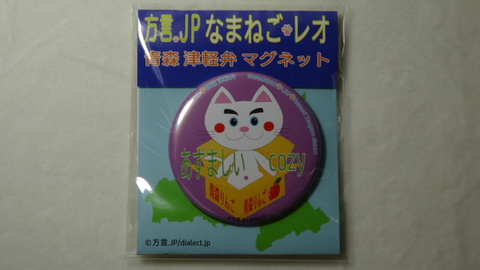 方言.JP なまねご レオ
青森 津軽弁 マグネット
あずましい cozy
青森りんご 青森りんご
©方言.JP/dialect.jp